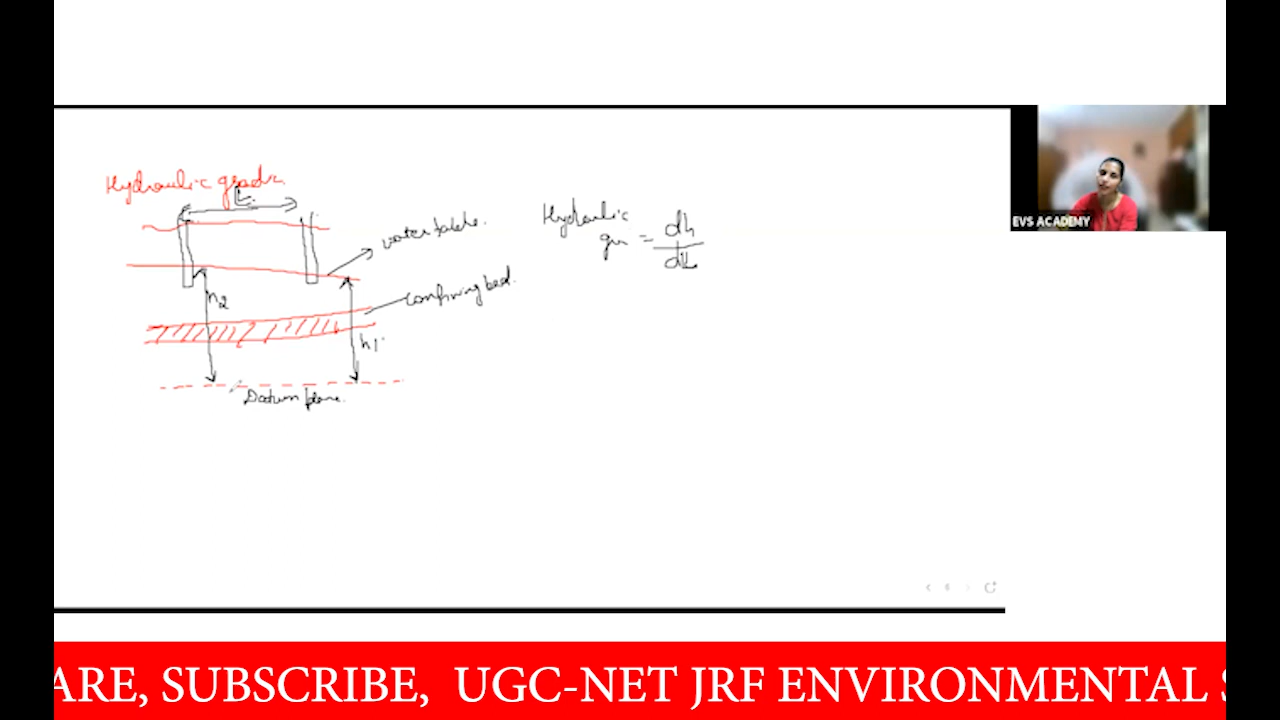 Hydraulic gradi.
L.
water table.
confining bed.
h2
h1.
Datum plane.
Hydraulic
gr = dh
dL
EVS ACADEMY
ARE, SUBSCRIBE, UGC-NET JRF ENVIRONMENTAL S